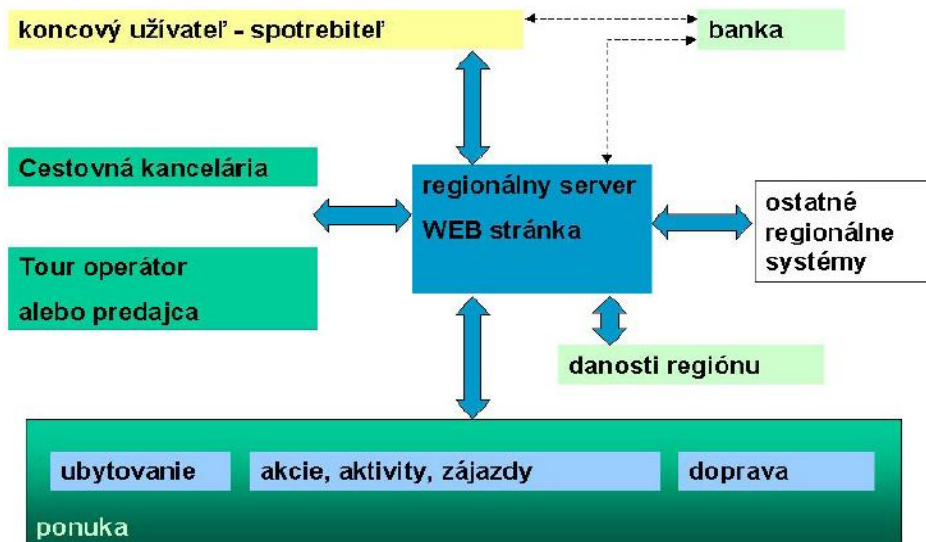 koncový užívateľ - spotrebiteľ
banka
Cestovná kancelária
regionálny server
WEB stránka
ostatné
regionálne
systémy
Tour operátor
alebo predajca
danosti regiónu
ubytovanie
akcie, aktivity, zájazdy
doprava
ponuka